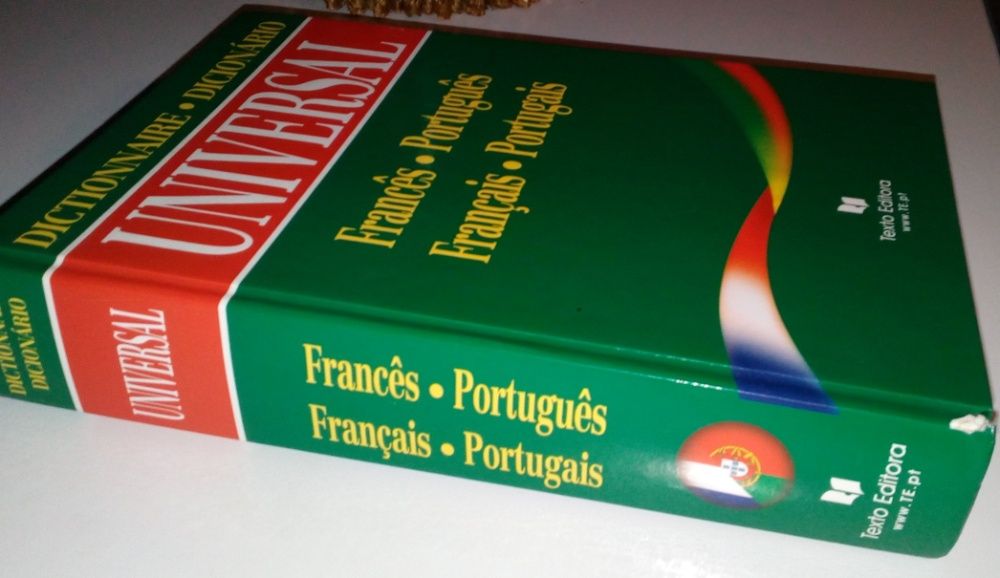 DICTIONNAIRE • DICIONÁRIO
UNIVERSAL
Francês • Português
Français • Portugais
Texto Editora
www.TE.pt
DICIONÁRIO
UNIVERSAL
Francês • Português
Français • Portugais
Texto Editora
www.TE.pt